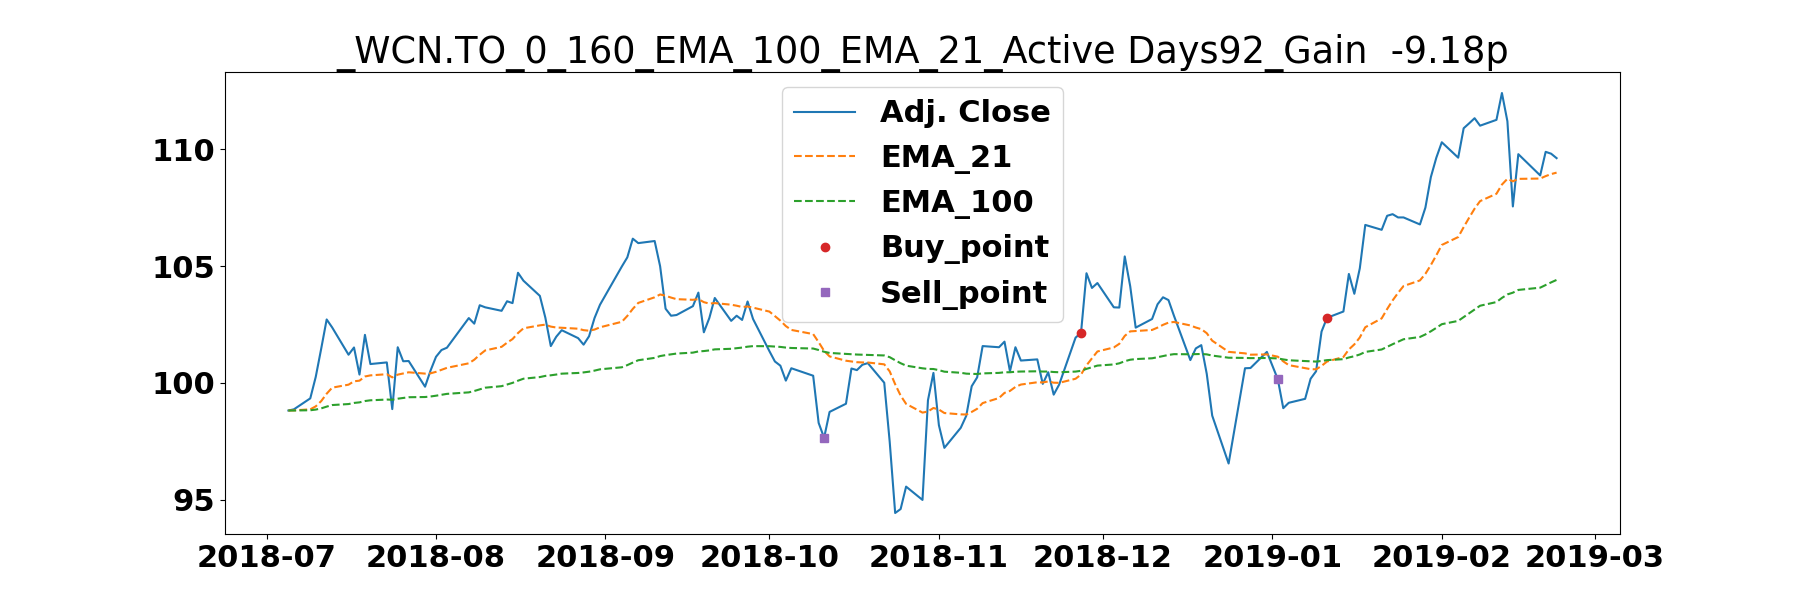 _WCN.TO_0_160_EMA_100_EMA_21_Active Days92_Gain  -9.18p
Adj. Close
EMA_21
EMA_100
Buy_point
Sell_point
110
105
100
95
2018-07 2018-08 2018-09 2018-10 2018-11 2018-12 2019-01 2019-02 2019-03